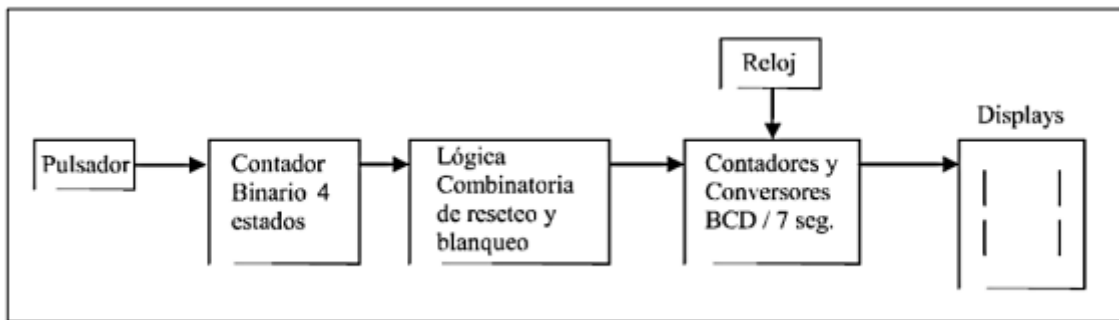 Reloj
Displays
Pulsador
Contador
Binario 4
estados
Lógica
Combinatoria
de reseteo y
blanqueo
Contadores y
Conversores
BCD / 7 seg.